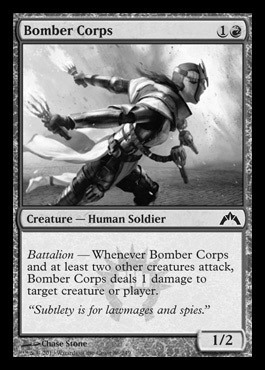 Bomber Corps 1
Creature — Human Soldier
Battalion — Whenever Bomber Corps
and at least two other creatures attack,
Bomber Corps deals 1 damage to
target creature or player.
“Subtlety is for lawmages and spies.”
1/2
Chase Stone